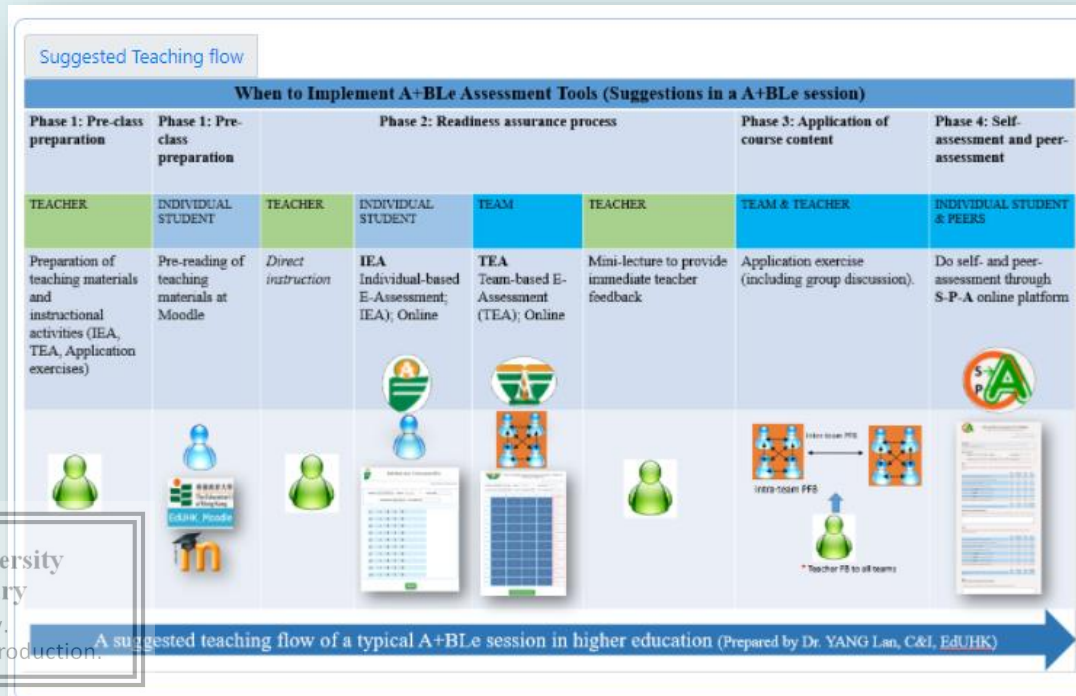 Suggested Teaching flow
When to Implement A+BLe Assessment Tools (Suggestions in a A+BLe session)
Phase 1: Pre-class
preparation
Phase 1: Pre-
class
preparation
Phase 2: Readiness assurance process
Phase 3: Application of
course content
Phase 4: Self-
assessment and peer-
assessment
TEACHER
INDIVIDUAL
STUDENT
TEACHER
INDIVIDUAL
STUDENT
TEAM
TEACHER
TEAM & TEACHER
INDIVIDUAL STUDENT
& PEERS
Preparation of
teaching materials
and
instructional
activities (IEA,
TEA, Application
exercises)
Pre-reading of
teaching
materials at
Moodle
Direct
instruction
IEA
Individual-based
E-Assessment;
IEA); Online
TEA
Team-based E-
Assessment
(TEA); Online
Mini-lecture to provide
immediate teacher
feedback
Application exercise
(including group discussion).
Do self- and peer-
assessment through
S-P-A online platform
A
A
S
P
A
EdUHK Moodle
m
Inter-team PFB
Intra-team PFB
* Teacher FB to all teams
ersity
ry
roduction.
A suggested teaching flow of a typical A+BLe session in higher education (Prepared by Dr. YANG Lan, C&I, EdUHK)